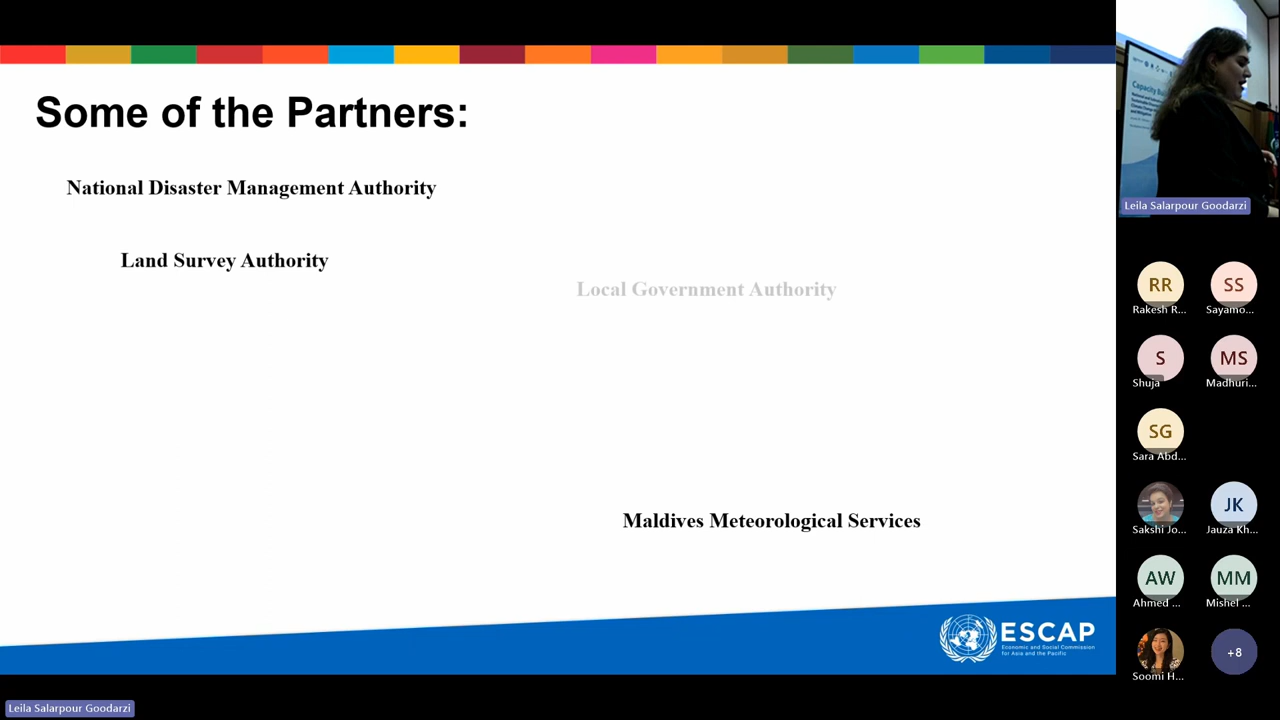 Some of the Partners:
National Disaster Management Authority
Land Survey Authority
Local Government Authority
Maldives Meteorological Services
ESCAP
Economic and Social Commission
for Asia and the Pacific
Capacity
Leila Salarpour Goodarzi
RR
Rakesh R...
SS
Sayamo...
S
Shuja
MS
Madhuri...
SG
Sara Abd...
Sakshi Jo...
JK
Jauza Kh...
AW
Ahmed ...
MM
Mishel ...
Soomi H...
+8
Leila Salarpour Goodarzi